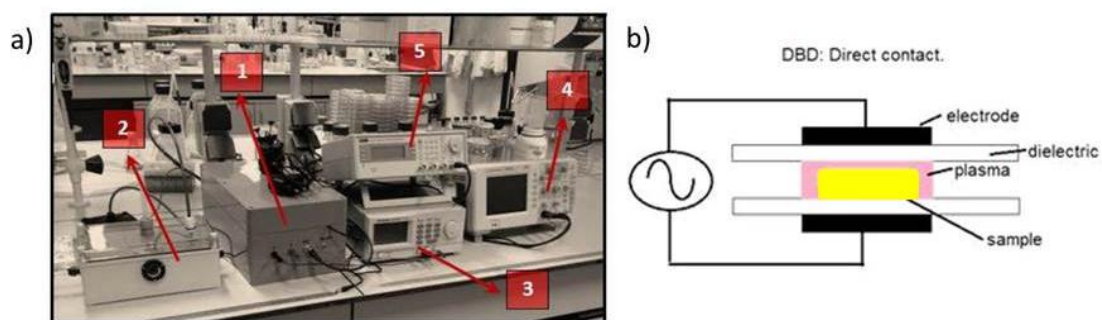 a)
1
2
3
4
5
b)
DBD: Direct contact.
electrode
dielectric
plasma
sample